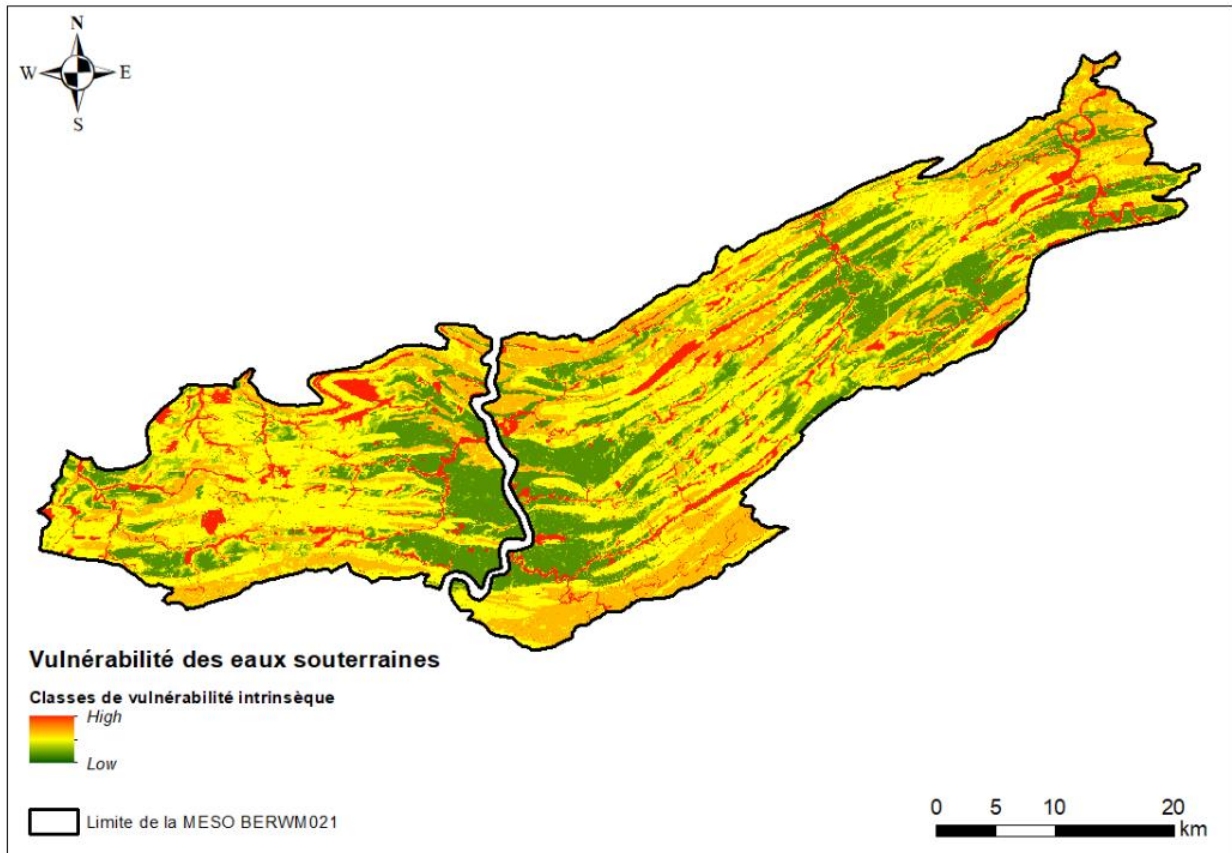 N
W E
S
Vulnérabilité des eaux souterraines
Classes de vulnérabilité intrinsèque
High
Low
Limite de la MESO BERWM021
0 5 10 20
km